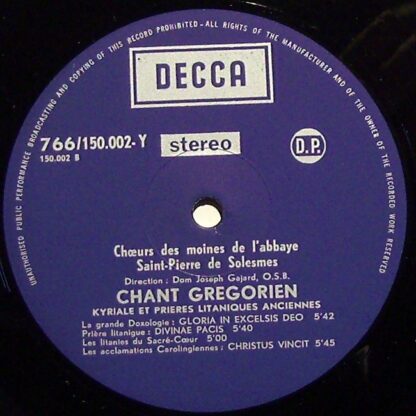 UNAUTHORISED PUBLIC PERFORMANCE BROADCASTING AND COPYING OF THIS RECORD PROHIBITED - ALL RIGHTS OF THE MANUFACTURER AND OF THE OWNER OF THE RECORDED WORK RESERVED
DECCA
766/150.002-Y
stereo
D.P.
150.002 B
Chœurs des moines de l'abbaye
Saint-Pierre de Solesmes
Direction : Dom Joseph Gajard, O.S.B.
CHANT GREGORIEN
KYRIALE ET PRIERES LITANIQUES ANCIENNES
La grande Doxologie : GLORIA IN EXCELSIS DEO 5'42
Prière litanique : DIVINAE PACIS 5'40
Les litanies du Sacré-Cœur 5'00
Les acclamations Carolingiennes : CHRISTUS VINCIT 5'45